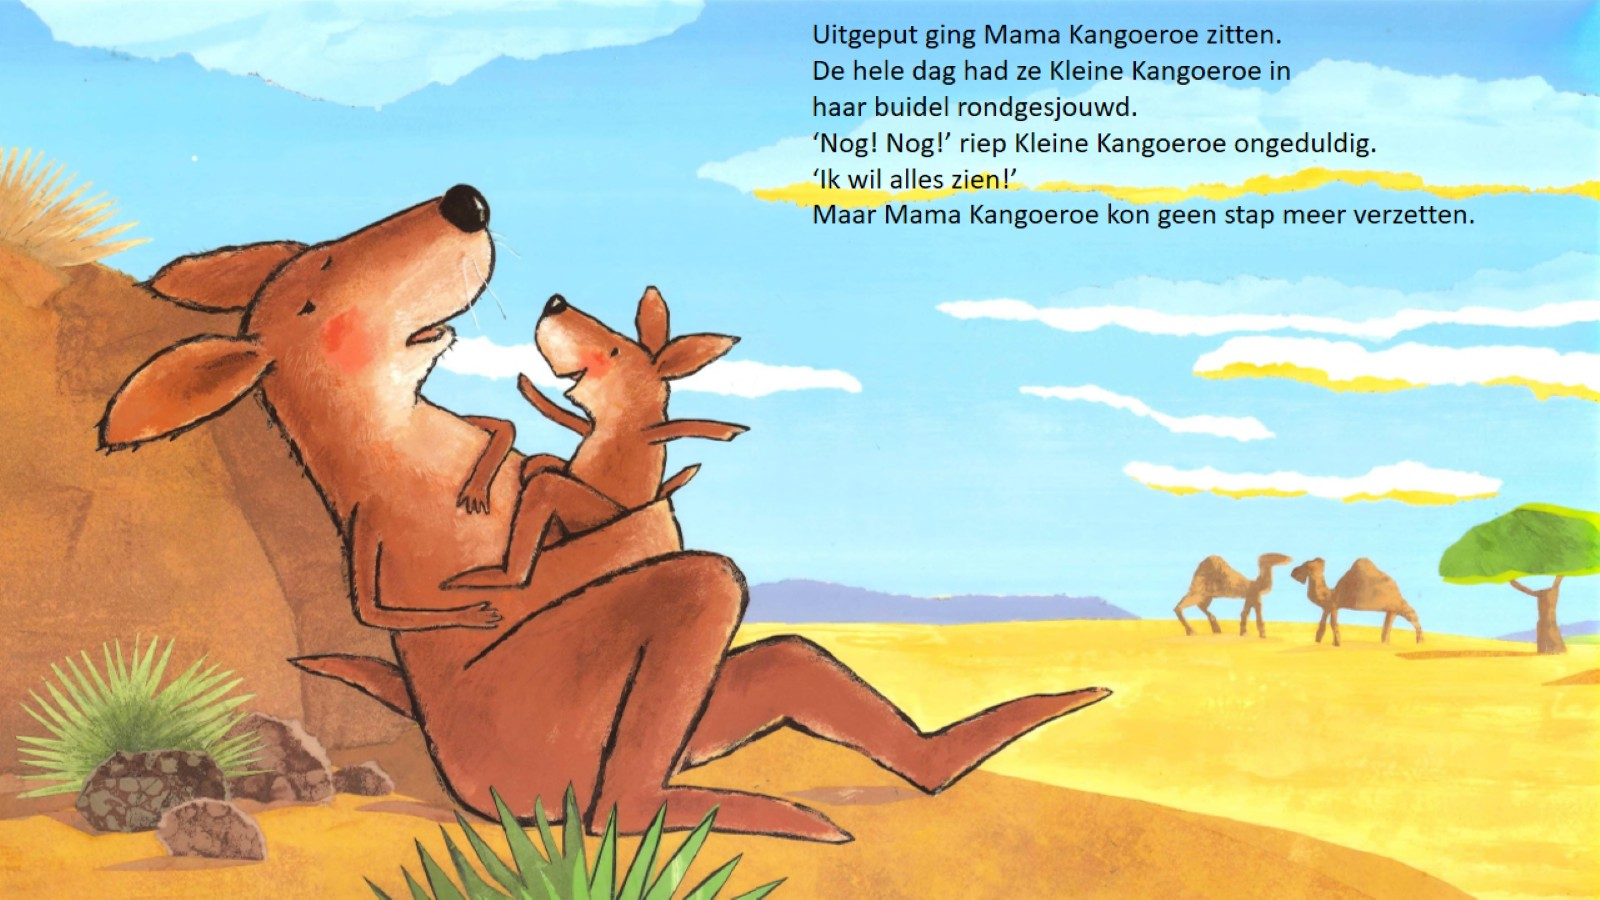 Uitgeput ging Mama Kangoeroe zitten.
De hele dag had ze Kleine Kangoeroe in
haar buidel rondgesjouwd.
‘Nog! Nog!’ riep Kleine Kangoeroe ongeduldig.
‘Ik wil alles zien!’
Maar Mama Kangoeroe kon geen stap meer verzetten.